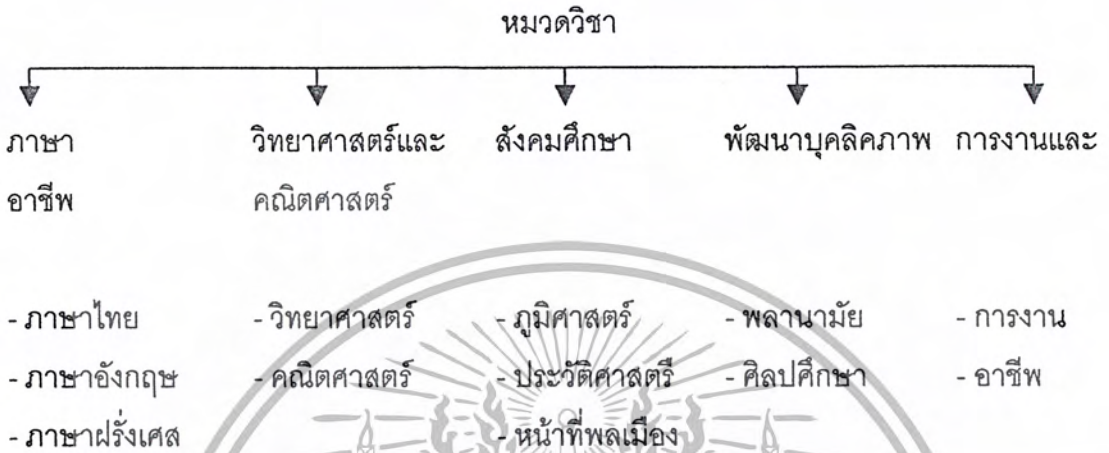 หมวดวิชา
ภาษา วิทยาศาสตร์และ สังคมศึกษา พัฒนาบุคลิคภาพ การงานและ
อาชีพ คณิตศาสตร์
- ภาษาไทย - วิทยาศาสตร์ - ภูมิศาสตร์ - พลานามัย - การงาน
- ภาษาอังกฤษ - คณิตศาสตร์ - ประวัติศาสตร์ - ศิลปศึกษา - อาชีพ
- ภาษาฝรั่งเศส - หน้าที่พลเมือง